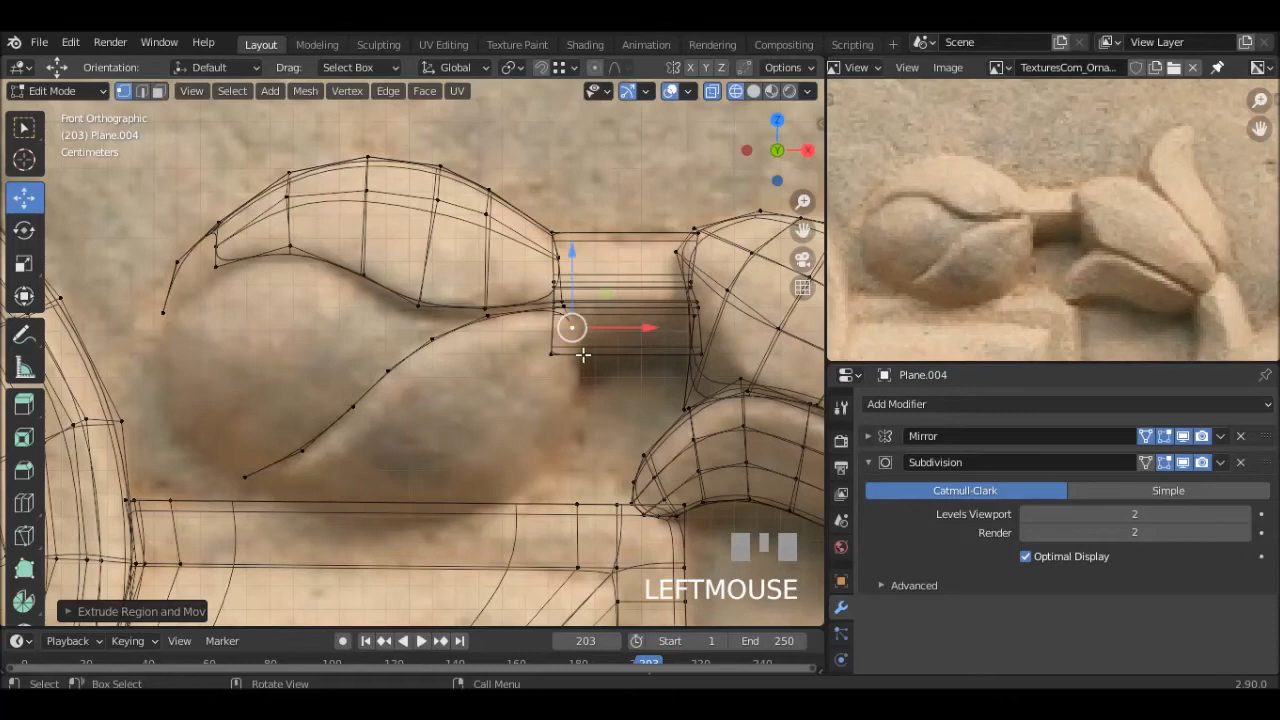 File Edit Render Window Help Layout Modeling Sculpting UV Editing Texture Paint Shading Animation Rendering Compositing Scripting + Scene View Layer
Orientation: Default Drag: Select Box Global X Y Z Options View View Image TexturesCom_Orna...
Edit Mode View Select Add Mesh Vertex Edge Face UV
Front Orthographic
(203) Plane.004
Centimeters
Z
X
Y
Plane.004
Add Modifier
Mirror
Subdivision
Catmull-Clark Simple
Levels Viewport 2
Render 2
Optimal Display
Advanced
LEFTMOUSE
Extrude Region and Mov
Playback Keying View Marker 203 Start 1 End 250
Select Box Select Rotate View Call Menu 2.90.0